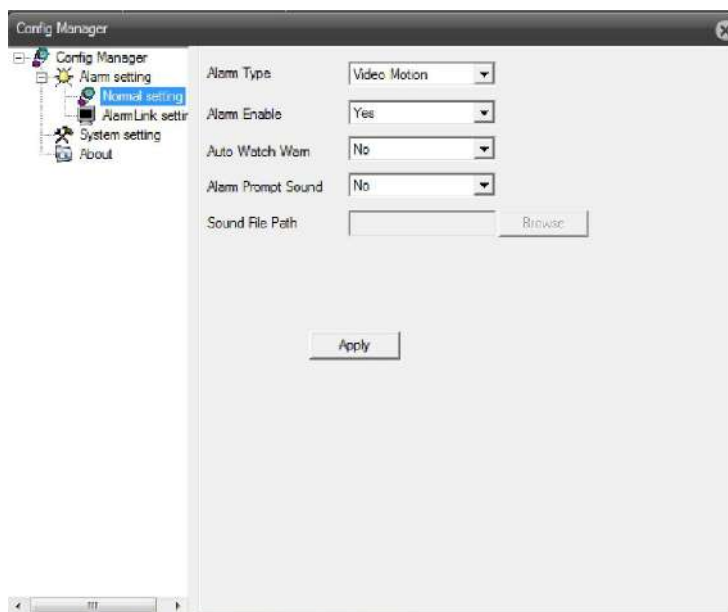 Config Manager
Config Manager
Alarm setting
Normal setting
AlarmLink settir
System setting
About
Alarm Type
Video Motion
Alarm Enable
Yes
Auto Watch Warn
No
Alarm Prompt Sound
No
Sound File Path
Browse
Apply